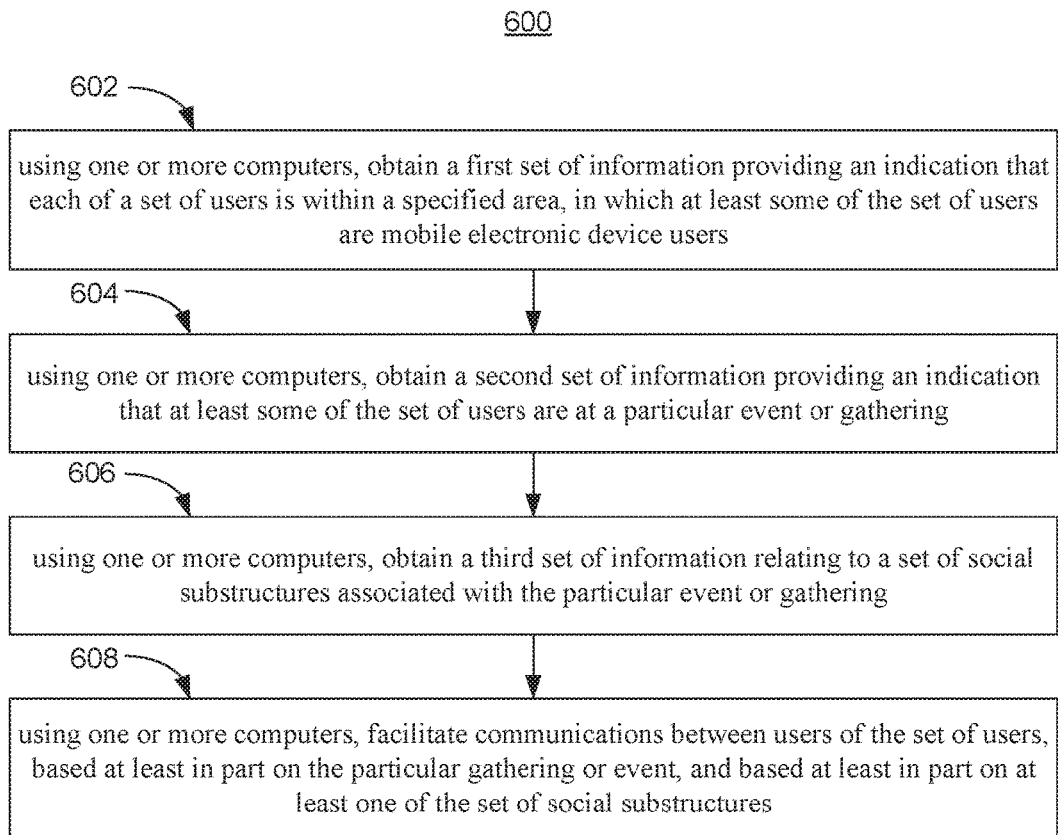 600
602
using one or more computers, obtain a first set of information providing an indication that
each of a set of users is within a specified area, in which at least some of the set of users
are mobile electronic device users
604
using one or more computers, obtain a second set of information providing an indication
that at least some of the set of users are at a particular event or gathering
606
using one or more computers, obtain a third set of information relating to a set of social
substructures associated with the particular event or gathering
608
using one or more computers, facilitate communications between users of the set of users,
based at least in part on the particular gathering or event, and based at least in part on at
least one of the set of social substructures